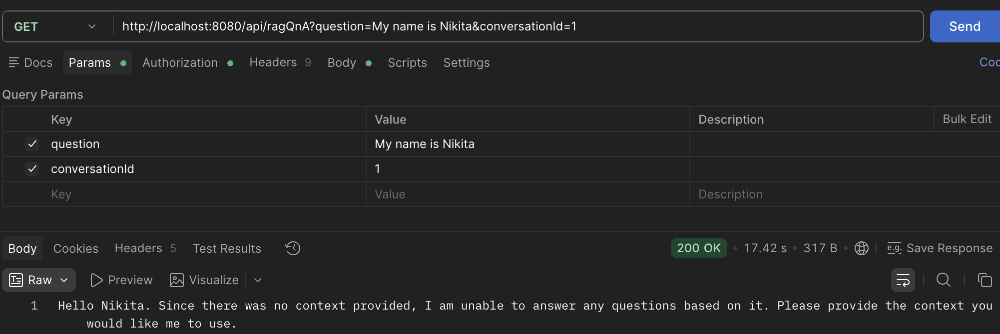 GET http://localhost:8080/api/ragQnA?question=My name is Nikita&conversationId=1 Send
Docs Params Authorization Headers 9 Body Scripts Settings Coo
Query Params
Key Value Description Bulk Edit
question My name is Nikita
conversationId 1
Key Value Description
Body Cookies Headers 5 Test Results 200 OK • 17.42 s • 317 B • e.g. Save Response
Raw Preview Visualize
1 Hello Nikita. Since there was no context provided, I am unable to answer any questions based on it. Please provide the context you
would like me to use.